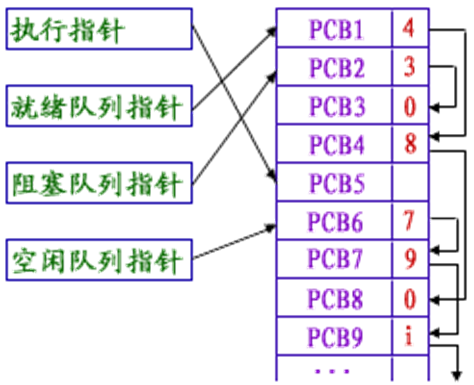 执行指针
就绪队列指针
阻塞队列指针
空闲队列指针
PCB1 4
PCB2 3
PCB3 0
PCB4 8
PCB5
PCB6 7
PCB7 9
PCB8 0
PCB9 i
···